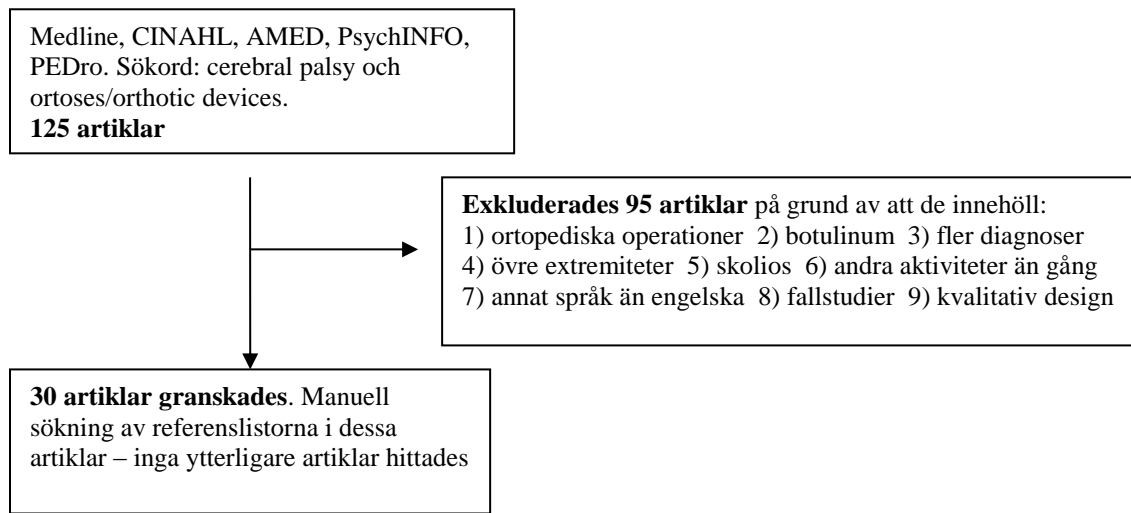 Medline, CINAHL, AMED, PsychINFO,
PEDro. Sökord: cerebral palsy och
ortoses/orthotic devices.
125 artiklar
Exkluderades 95 artiklar på grund av att de innehöll:
1) ortopediska operationer 2) botulinum 3) fler diagnoser
4) övre extremiteter 5) skolios 6) andra aktiviteter än gång
7) annat språk än engelska 8) fallstudier 9) kvalitativ design
30 artiklar granskades. Manuell
sökning av referenslistorna i dessa
artiklar – inga ytterligare artiklar hittades